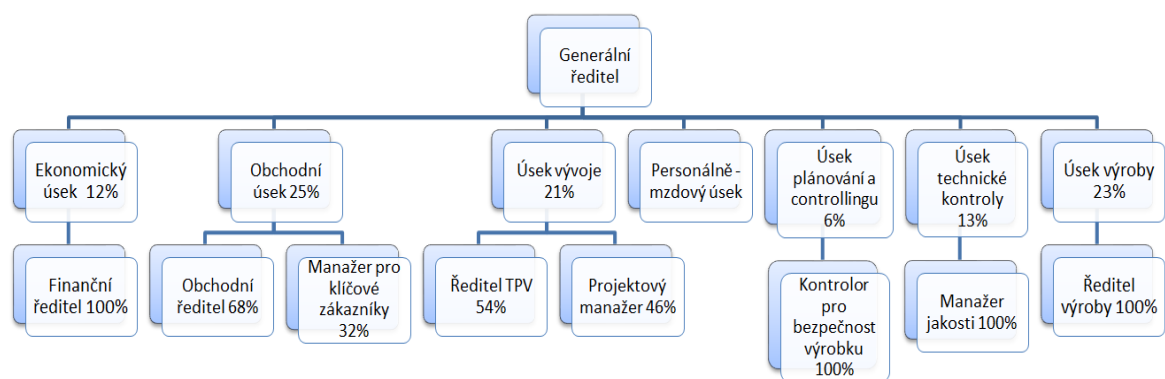 Generální
ředitel
Ekonomický
úsek 12%
Obchodní
úsek 25%
Úsek vývoje
21%
Personálně -
mzdový úsek
Úsek
plánování a
controllingu
6%
Úsek
technické
kontroly
13%
Úsek výroby
23%
Finanční
ředitel 100%
Obchodní
ředitel 68%
Manažer pro
klíčové
zákazníky
32%
Ředitel TPV
54%
Projektový
manažer 46%
Kontrolor
pro
bezpečnost
výrobku
100%
Manažer
jakosti 100%
Ředitel
výroby 100%